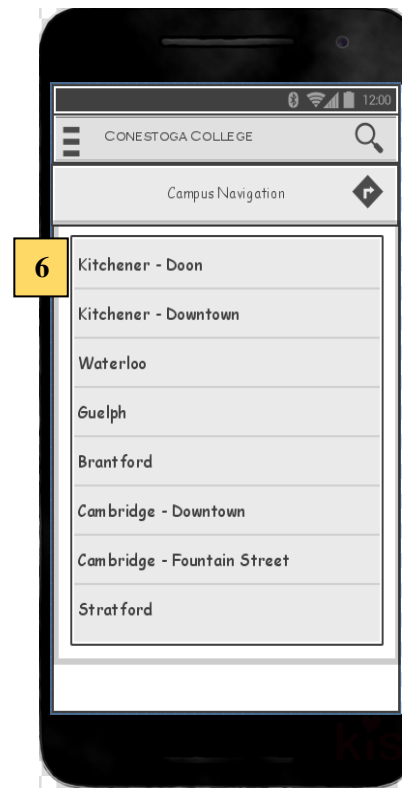 12:00
CONESTOGA COLLEGE
Campus Navigation
6
Kitchener - Doon
Kitchener - Downtown
Waterloo
Guelph
Brantford
Cambridge - Downtown
Cambridge - Fountain Street
Stratford
kis